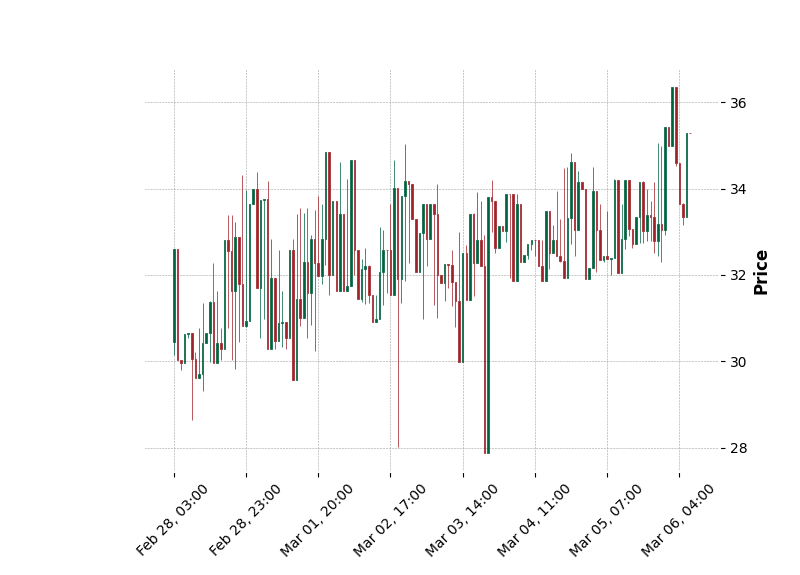 36
34
32
30
28
Price
Feb 28, 03:00
Feb 28, 23:00
Mar 01, 20:00
Mar 02, 17:00
Mar 03, 14:00
Mar 04, 11:00
Mar 05, 07:00
Mar 06, 04:00